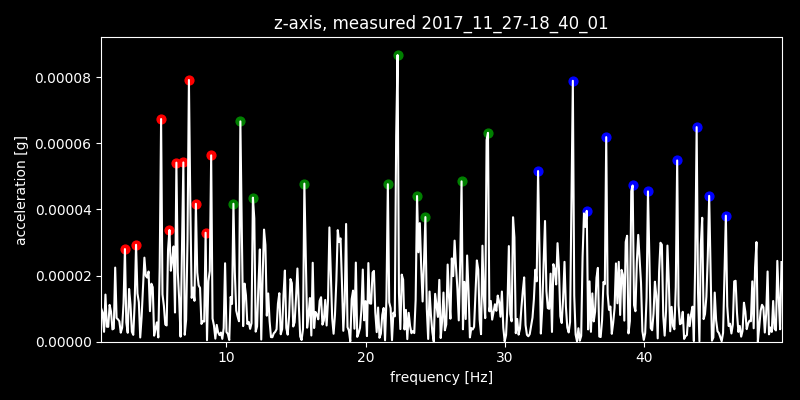 z-axis, measured 2017_11_27-18_40_01
0.00008
0.00006
0.00004
0.00002
0.00000
acceleration [g]
10 20 30 40
frequency [Hz]